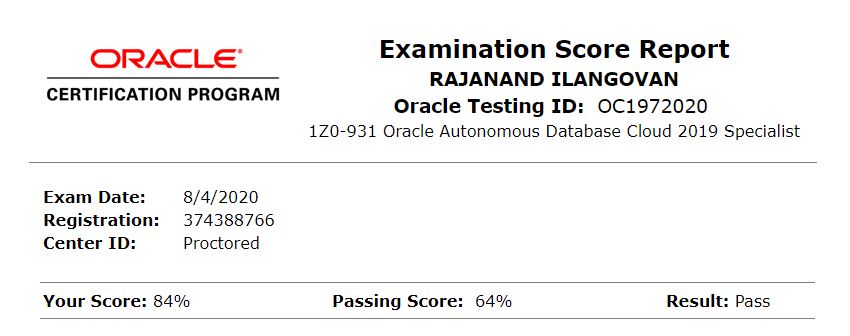 ORACLE®
CERTIFICATION PROGRAM
Examination Score Report
RAJANAND ILANGOVAN
Oracle Testing ID: OC1972020
1Z0-931 Oracle Autonomous Database Cloud 2019 Specialist
Exam Date: 8/4/2020
Registration: 374388766
Center ID: Proctored
Your Score: 84% Passing Score: 64% Result: Pass